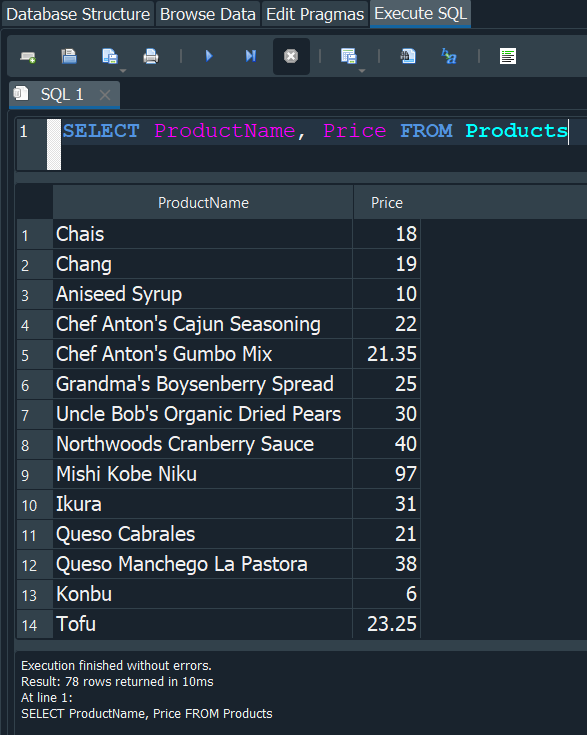 Database Structure Browse Data Edit Pragmas Execute SQL
SQL 1
1 SELECT ProductName, Price FROM Products
ProductName Price
1 Chais 18
2 Chang 19
3 Aniseed Syrup 10
4 Chef Anton's Cajun Seasoning 22
5 Chef Anton's Gumbo Mix 21.35
6 Grandma's Boysenberry Spread 25
7 Uncle Bob's Organic Dried Pears 30
8 Northwoods Cranberry Sauce 40
9 Mishi Kobe Niku 97
10 Ikura 31
11 Queso Cabrales 21
12 Queso Manchego La Pastora 38
13 Konbu 6
14 Tofu 23.25
Execution finished without errors.
Result: 78 rows returned in 10ms
At line 1:
SELECT ProductName, Price FROM Products